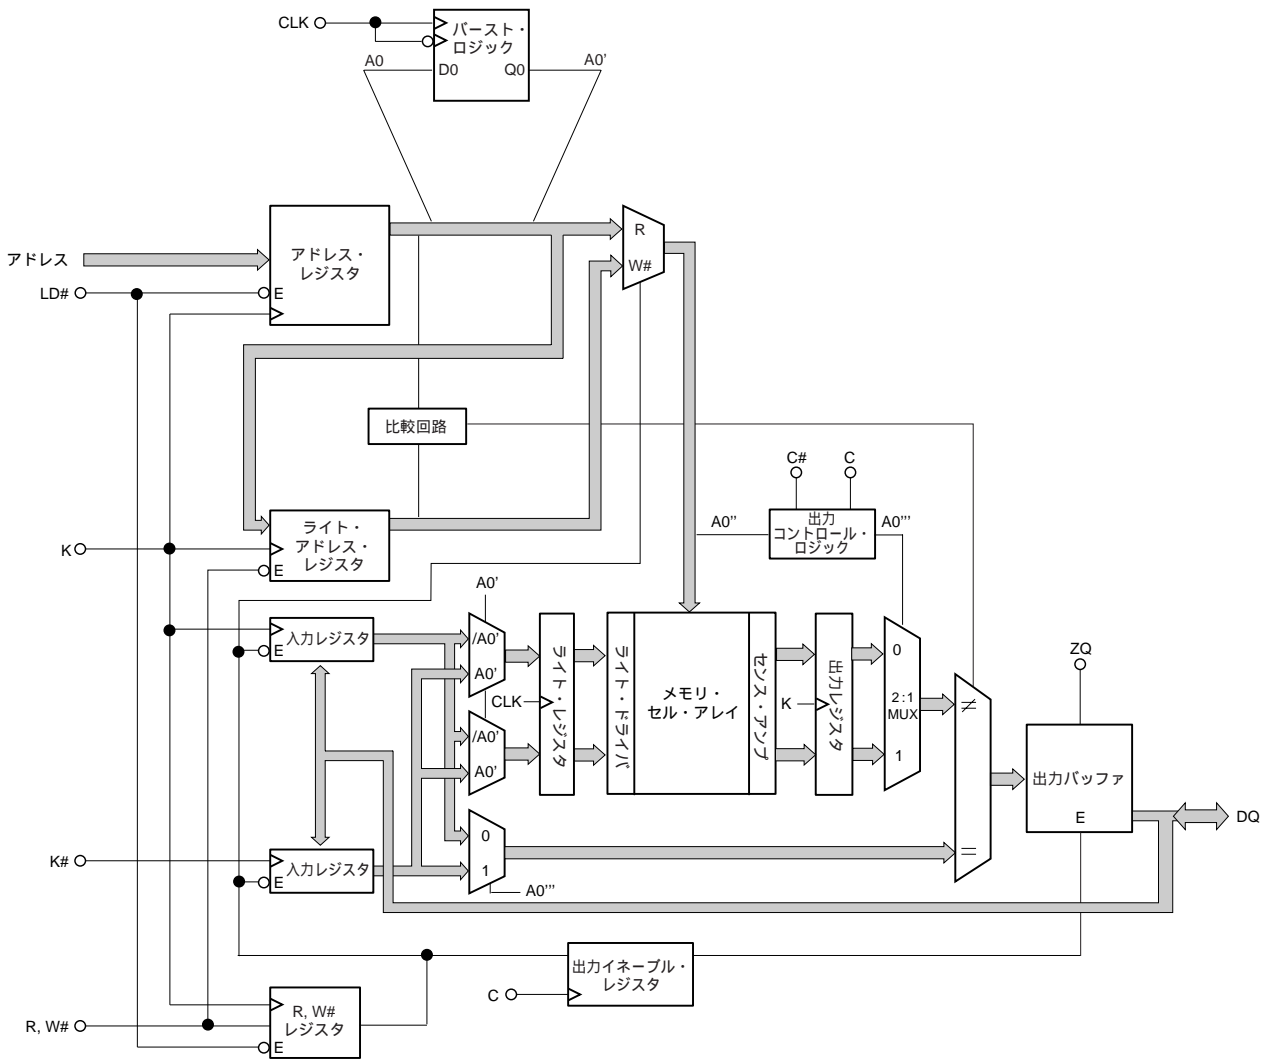 CLK
バースト・
ロジック
A0
D0
Q0
A0’
アドレス・
レジスタ
アドレス
LD#
E
R
W#
比較回路
C#
C
出力
コントロール・
ロジック
A0’’
A0’’’
ライト・
アドレス・
レジスタ
K
E
A0’
入力レジスタ
E
/A0’
A0’
CLK
/A0’
A0’
ライト・レジスタ
ライト・ドライバ
メモリ・
セル・アレイ
センス・アンプ
K
出力レジスタ
0
2:1
MUX
1
≠
=
ZQ
出力バッファ
E
DQ
K#
入力レジスタ
E
0
1
A0’’’
出力イネーブル・
レジスタ
C
R, W#
R, W#
レジスタ
E